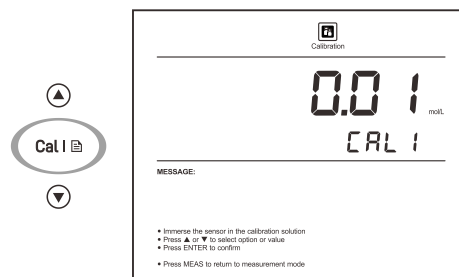 Calibration
0.01 mol/L
CAL 1
Cal I
MESSAGE:
• Immerse the sensor in the calibration solution
• Press ▲ or ▼ to select option or value
• Press ENTER to confirm
• Press MEAS to return to measurement mode